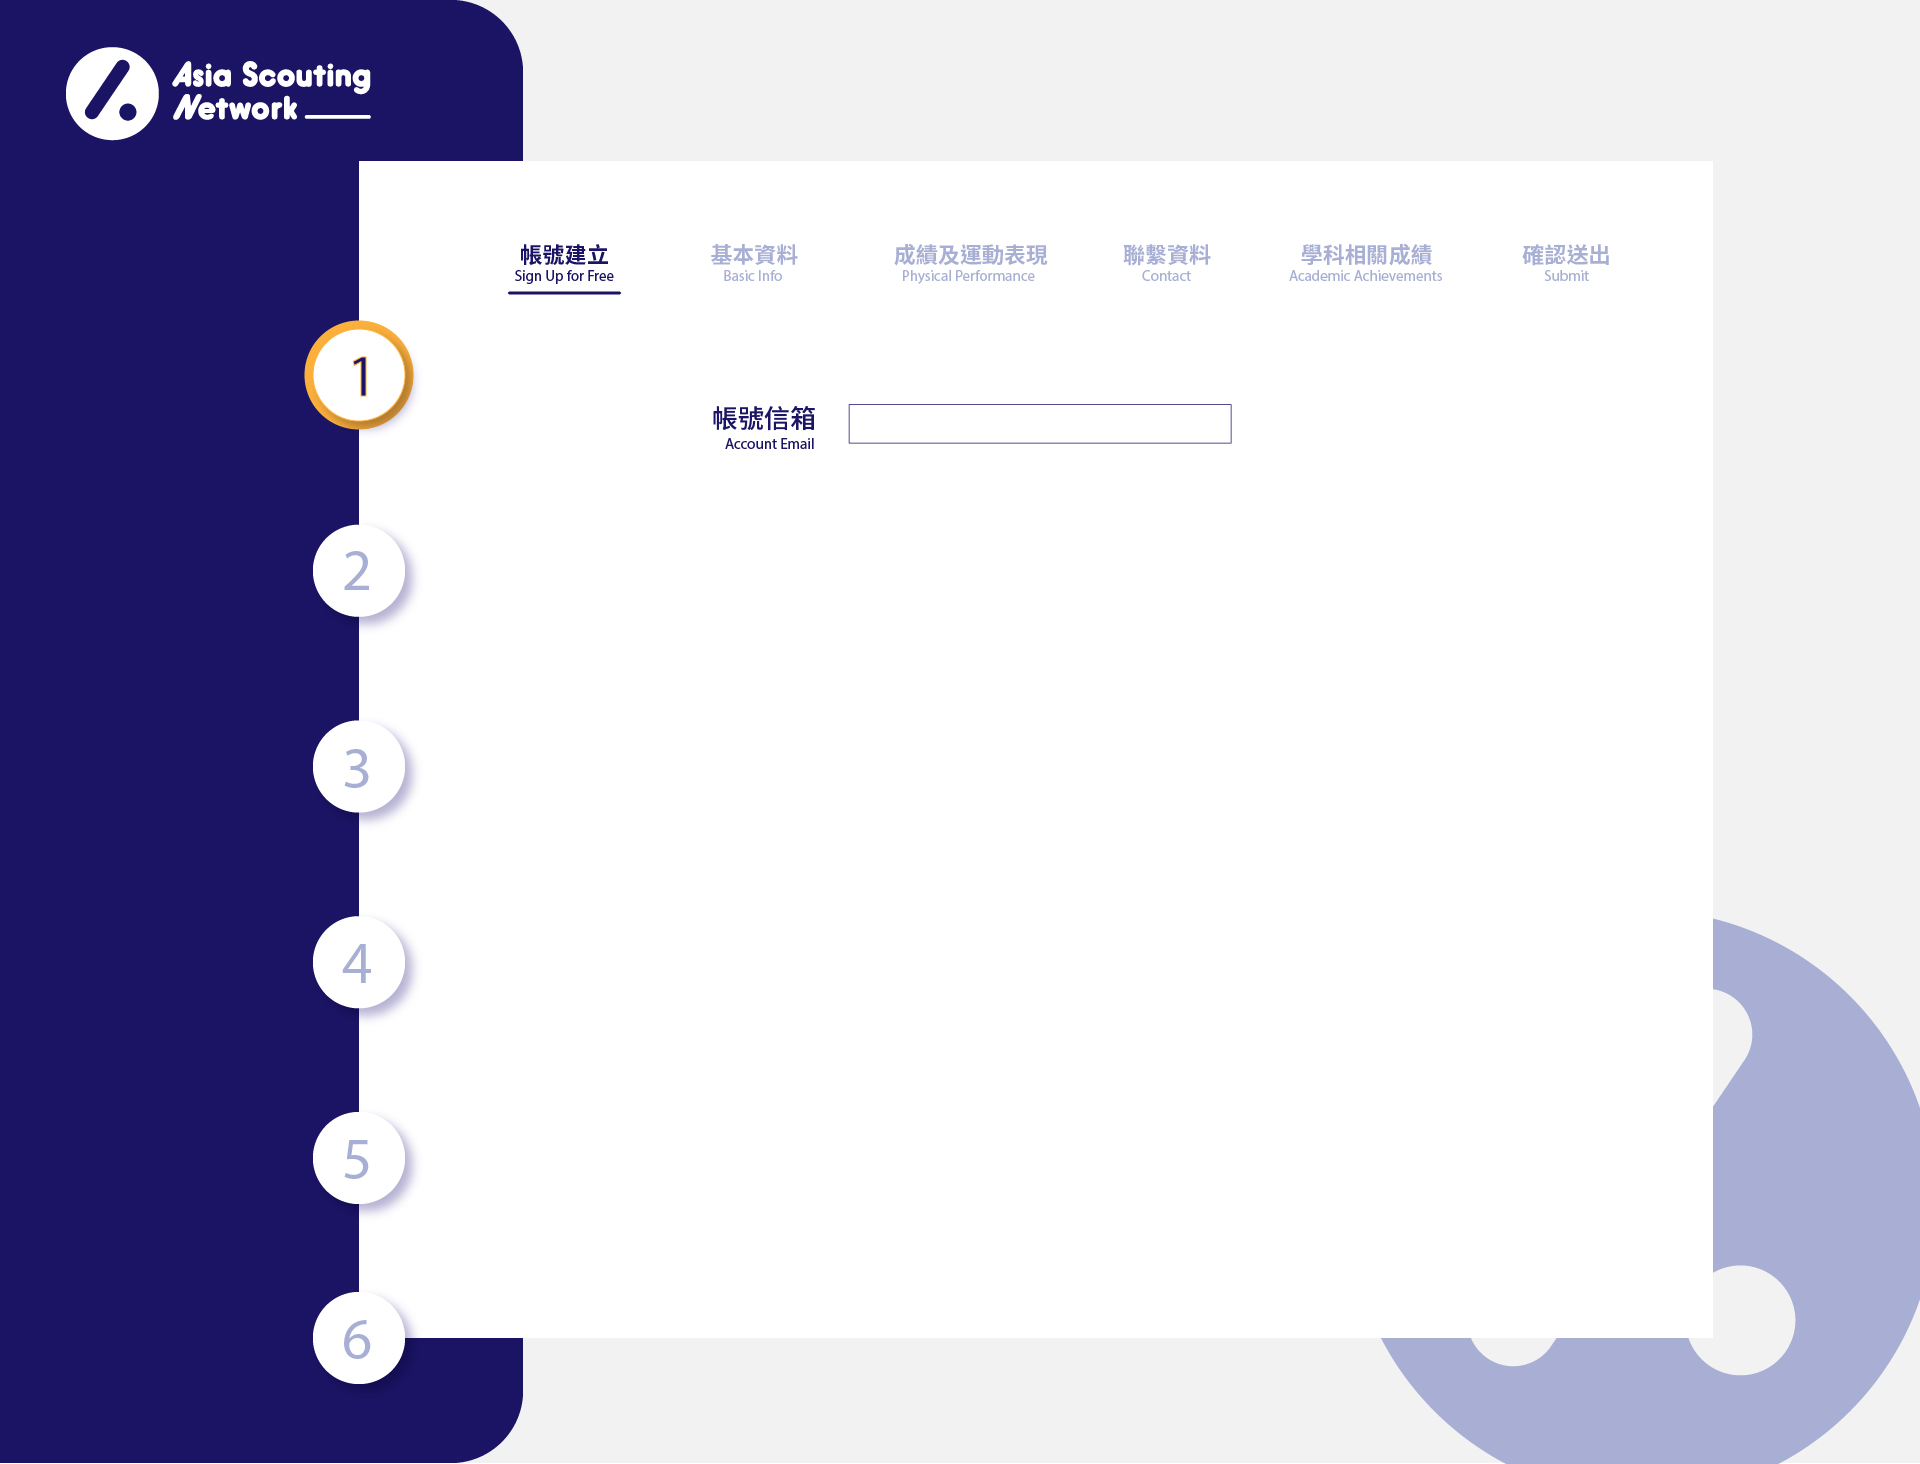 Asia Scouting
Network
帳號建立
Sign Up for Free
基本資料
Basic Info
成績及運動表現
Physical Performance
聯繫資料
Contact
學科相關成績
Academic Achievements
確認送出
Submit
1
帳號信箱
Account Email
2
3
4
5
6